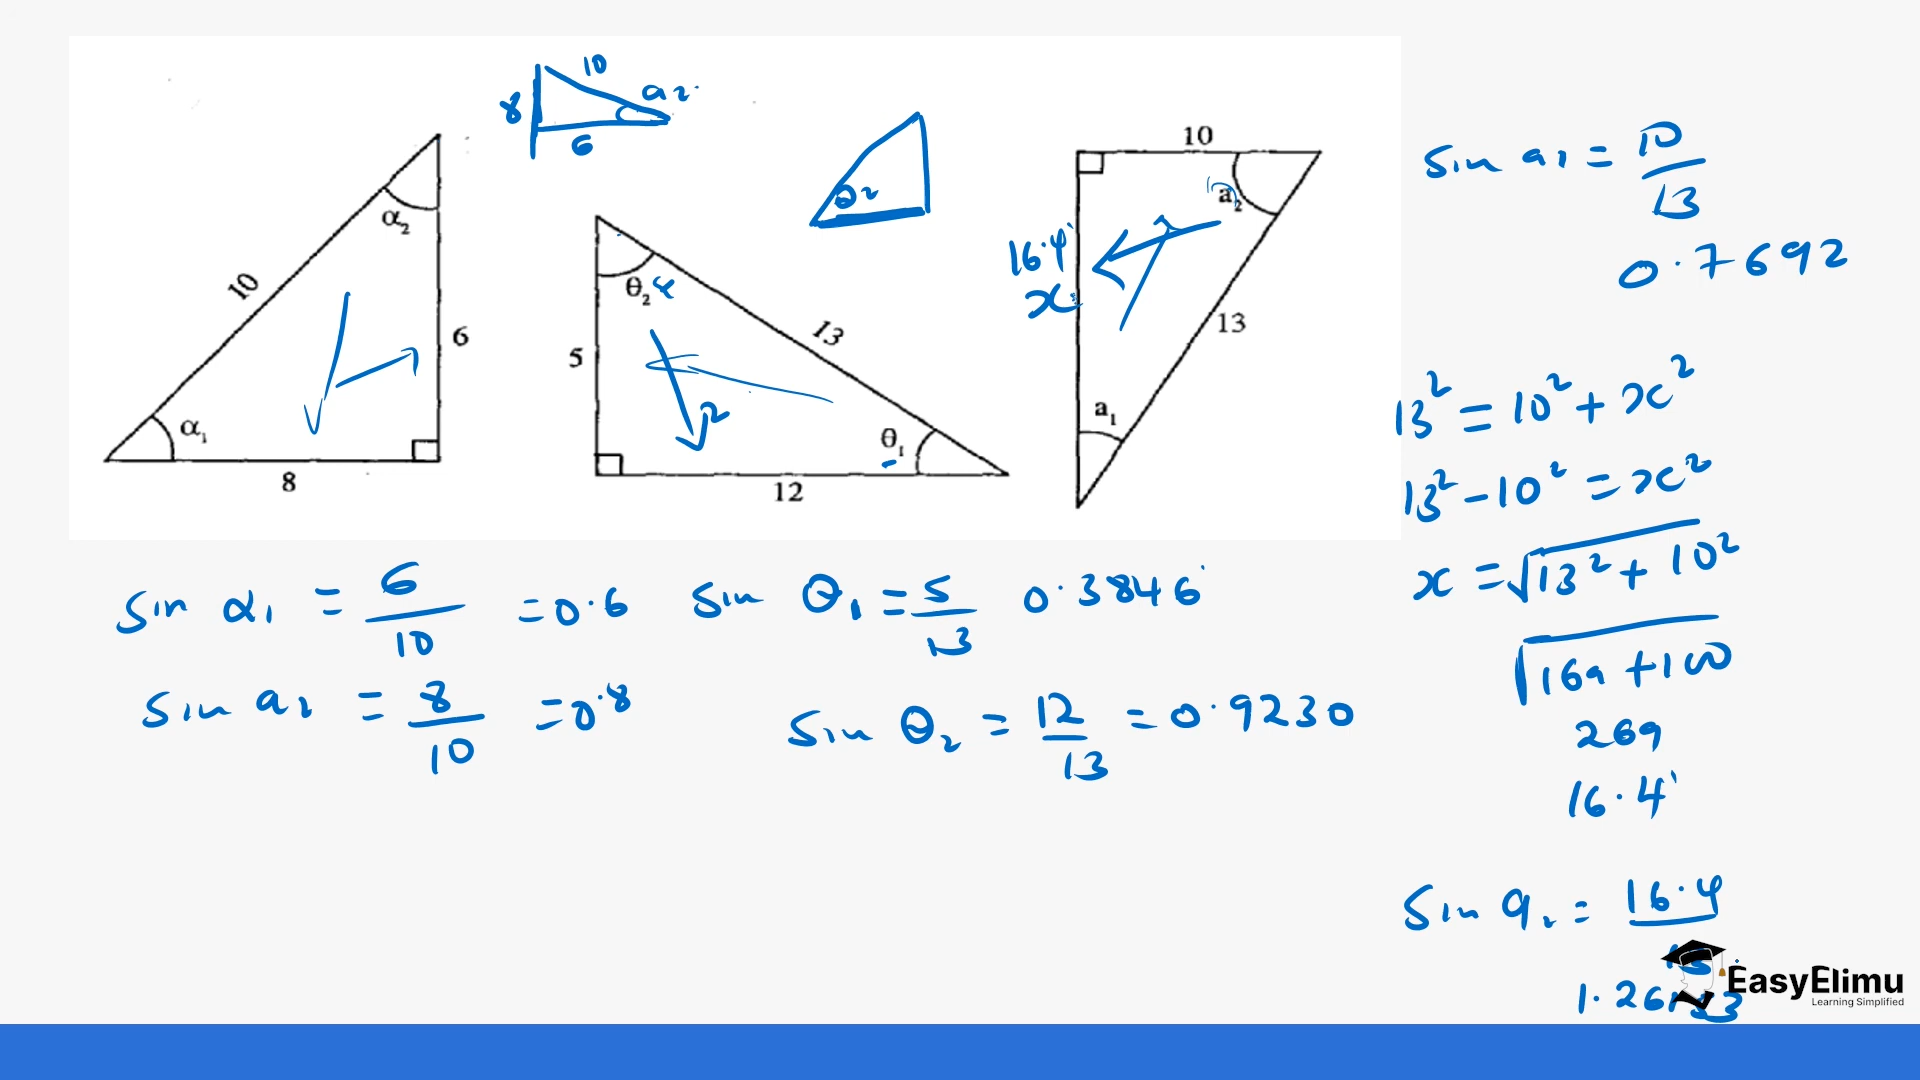 10
8
a2
6
10
α2
6
α1
8
θ2
5
θ2
13
θ1
12
10
a2
16.4
x
13
a1
sin a1 = 10/13
0.7692
13² = 10² + x²
13² - 10² = x²
x = √13² + 10²
√169 + 100
269
16.4
sin α1 = 6/10 = 0.6
sin a2 = 8/10 = 0.8
sin θ1 = 5/13 0.3846
sin θ2 = 12/13 = 0.9230
sin a2 = 16.4/13
EasyElimu
Learning Simplified